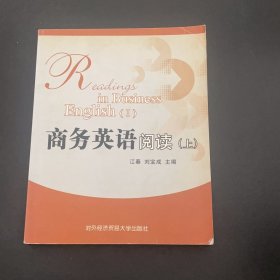 Readings
in Business
English (I)
商务英语阅读(上)
江春 刘宝成 主编
对外经济贸易大学出版社